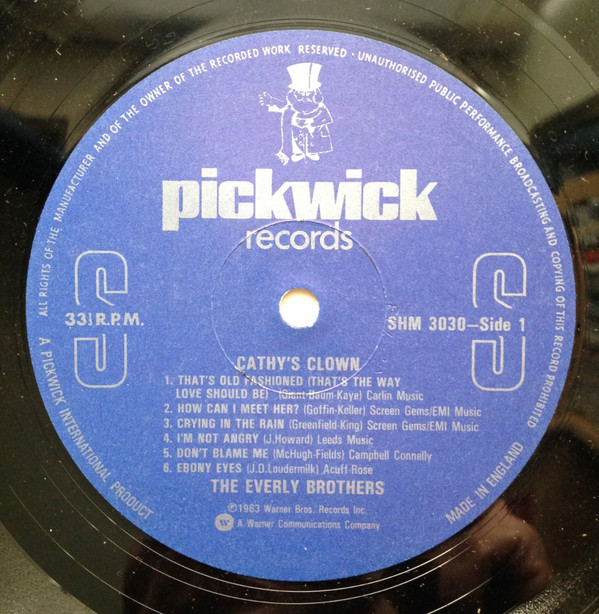 ALL RIGHTS OF THE MANUFACTURER AND OF THE OWNER OF THE RECORDED WORK RESERVED · UNAUTHORISED PUBLIC PERFORMANCE BROADCASTING AND COPYING OF THIS RECORD PROHIBITED
pickwick
records
S S
33⅓ R.P.M.
SHM 3030—Side 1
CATHY'S CLOWN
1. THAT'S OLD FASHIONED (THAT'S THE WAY
LOVE SHOULD BE) (Giant-Baum-Kaye) Carlin Music
2. HOW CAN I MEET HER? (Goffin-Keller) Screen Gems/EMI Music
3. CRYING IN THE RAIN (Greenfield-King) Screen Gems/EMI Music
4. I'M NOT ANGRY (J.Howard) Leeds Music
5. DON'T BLAME ME (McHugh-Fields) Campbell Connelly
6. EBONY EYES (J.D.Loudermilk) Acuff-Rose
THE EVERLY BROTHERS
℗1983 Warner Bros. Records Inc.
A Warner Communications Company
A PICKWICK INTERNATIONAL PRODUCT
MADE IN ENGLAND